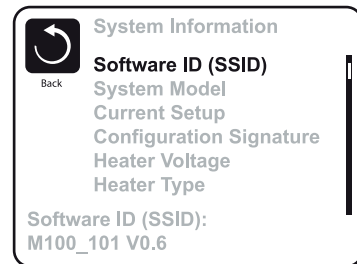 System Information
Back
Software ID (SSID)
System Model
Current Setup
Configuration Signature
Heater Voltage
Heater Type
Software ID (SSID):
M100_101 V0.6